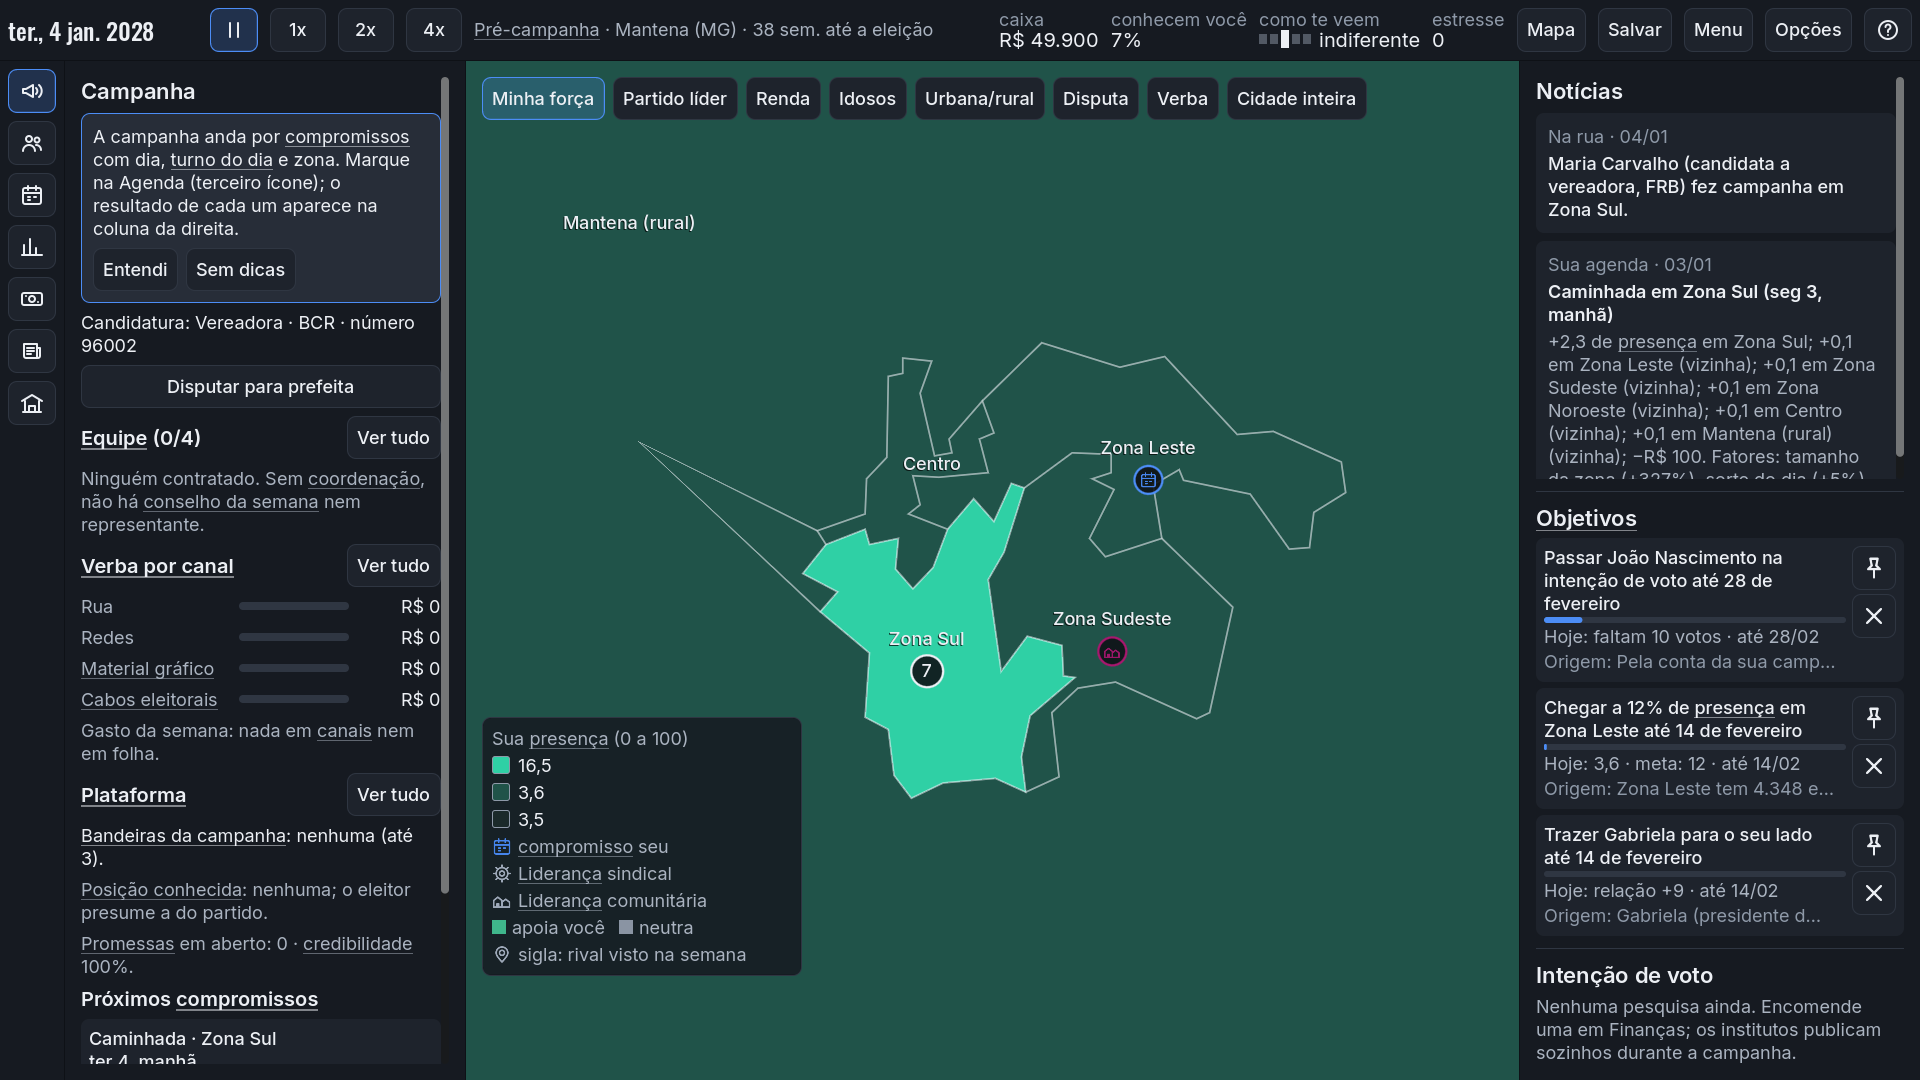 ter., 4 jan. 2028
1x
2x
4x
Pré-campanha · Mantena (MG) · 38 sem. até a eleição
caixa
R$ 49.900
conhecem você
7%
como te veem
indiferente
estresse
0
Mapa
Salvar
Menu
Opções
Campanha
A campanha anda por compromissos
com dia, turno do dia e zona. Marque
na Agenda (terceiro ícone); o
resultado de cada um aparece na
coluna da direita.
Entendi
Sem dicas
Candidatura: Vereadora · BCR · número
96002
Disputar para prefeita
Equipe (0/4)
Ver tudo
Ninguém contratado. Sem coordenação,
não há conselho da semana nem
representante.
Verba por canal
Ver tudo
Rua R$ 0
Redes R$ 0
Material gráfico R$ 0
Cabos eleitorais R$ 0
Gasto da semana: nada em canais nem
em folha.
Plataforma
Ver tudo
Bandeiras da campanha: nenhuma (até
3).
Posição conhecida: nenhuma; o eleitor
presume a do partido.
Promessas em aberto: 0 · credibilidade
100%.
Próximos compromissos
Caminhada · Zona Sul
ter 4, manhã
Minha força
Partido líder
Renda
Idosos
Urbana/rural
Disputa
Verba
Cidade inteira
Mantena (rural)
Centro
Zona Leste
Zona Sudeste
Zona Sul
7
Sua presença (0 a 100)
16,5
3,6
3,5
compromisso seu
Liderança sindical
Liderança comunitária
apoia você
neutra
sigla: rival visto na semana
Notícias
Na rua · 04/01
Maria Carvalho (candidata a
vereadora, FRB) fez campanha em
Zona Sul.
Sua agenda · 03/01
Caminhada em Zona Sul (seg 3,
manhã)
+2,3 de presença em Zona Sul; +0,1
em Zona Leste (vizinha); +0,1 em Zona
Sudeste (vizinha); +0,1 em Zona
Noroeste (vizinha); +0,1 em Centro
(vizinha); +0,1 em Mantena (rural)
(vizinha); −R$ 100. Fatores: tamanho
da zona (+327%), sorte do dia (+5%)
Objetivos
Passar João Nascimento na
intenção de voto até 28 de
fevereiro
Hoje: faltam 10 votos · até 28/02
Origem: Pela conta da sua camp...
Chegar a 12% de presença em
Zona Leste até 14 de fevereiro
Hoje: 3,6 · meta: 12 · até 14/02
Origem: Zona Leste tem 4.348 e...
Trazer Gabriela para o seu lado
até 14 de fevereiro
Hoje: relação +9 · até 14/02
Origem: Gabriela (presidente d...
Intenção de voto
Nenhuma pesquisa ainda. Encomende
uma em Finanças; os institutos publicam
sozinhos durante a campanha.